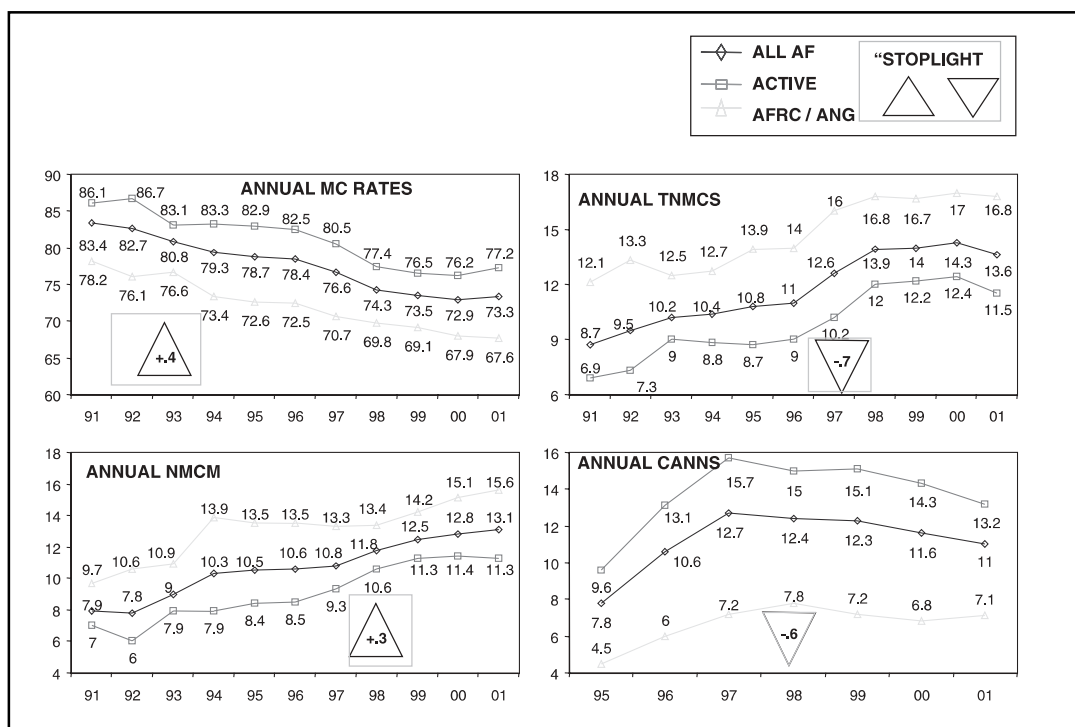 ALL AF
ACTIVE
AFRC / ANG
“STOPLIGHT
ANNUAL MC RATES
90
85
80
75
70
65
60
86.1 86.7 83.1 83.3 82.9 82.5 80.5 77.4 76.5 76.2 77.2
83.4 82.7 80.8 79.3 78.7 78.4 76.6 74.3 73.5 72.9 73.3
78.2 76.1 76.6 73.4 72.6 72.5 70.7 69.8 69.1 67.9 67.6
+.4
91 92 93 94 95 96 97 98 99 00 01
ANNUAL TNMCS
18
15
12
9
6
12.1 13.3 12.5 12.7 13.9 14 16 16.8 16.7 17 16.8
8.7 9.5 10.2 10.4 10.8 11 12.6 13.9 14 14.3 13.6
6.9 7.3 9 8.8 8.7 9 10.2 12 12.2 12.4 11.5
-.7
91 92 93 94 95 96 97 98 99 00 01
ANNUAL NMCM
18
16
14
12
10
8
6
4
9.7 10.6 10.9 13.9 13.5 13.5 13.3 13.4 14.2 15.1 15.6
7.9 7.8 9 10.3 10.5 10.6 10.8 11.8 12.5 12.8 13.1
7 6 7.9 7.9 8.4 8.5 9.3 10.6 11.3 11.4 11.3
+.3
91 92 93 94 95 96 97 98 99 00 01
ANNUAL CANNS
16
14
12
10
8
6
4
9.6 13.1 15.7 15 15.1 14.3 13.2
7.8 10.6 12.7 12.4 12.3 11.6 11
4.5 6 7.2 7.8 7.2 6.8 7.1
-.6
95 96 97 98 99 00 01